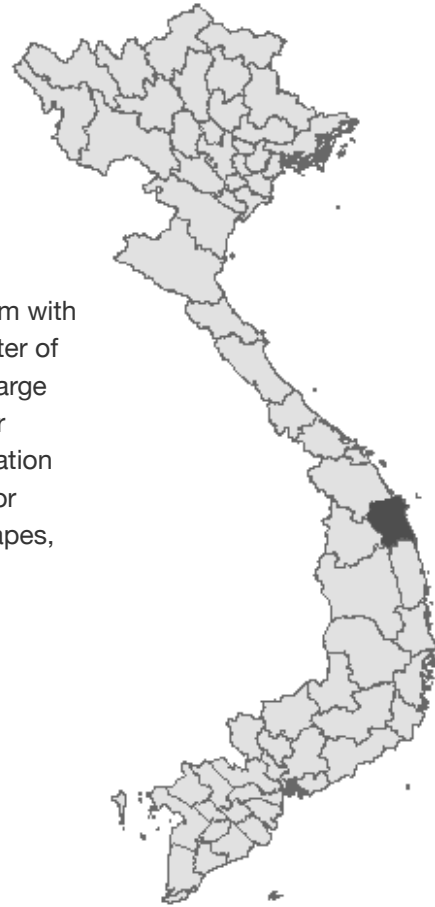 m with
ter of
arge
r
ation
or
apes,